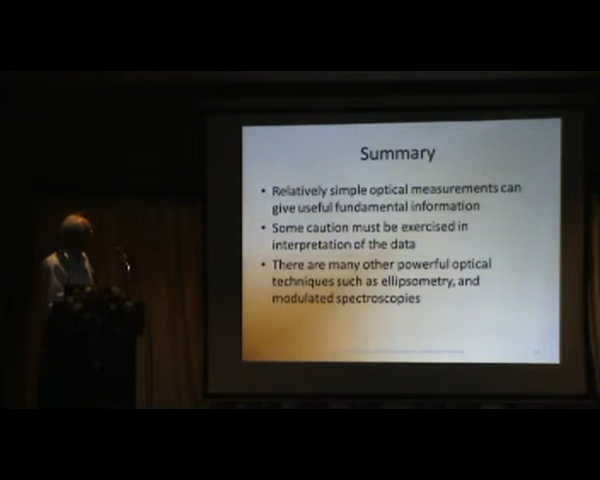 Summary
• Relatively simple optical measurements can
give useful fundamental information
• Some caution must be exercised in
interpretation of the data
• There are many other powerful optical
techniques such as ellipsometry, and
modulated spectroscopies